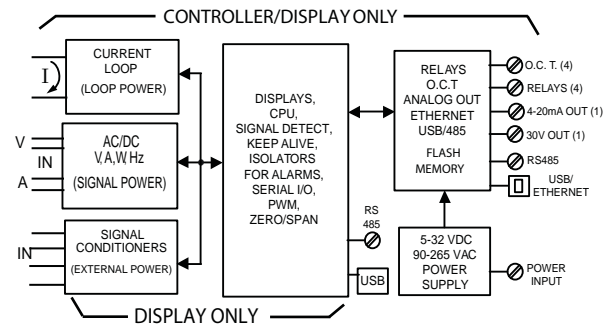 CONTROLLER/DISPLAY ONLY
CURRENT
LOOP
(LOOP POWER)
I
V
IN
A
AC/DC
V,A,W, Hz
(SIGNAL POWER)
IN
SIGNAL
CONDITIONERS
(EXTERNAL POWER)
DISPLAYS,
CPU,
SIGNAL DETECT,
KEEP ALIVE,
ISOLATORS
FOR ALARMS,
SERIAL I/O,
PWM,
ZERO/SPAN
RS
485
USB
RELAYS
O.C.T
ANALOG OUT
ETHERNET
USB/485
FLASH
MEMORY
O.C. T. (4)
RELAYS (4)
4-20mA OUT (1)
30V OUT (1)
RS485
USB/
ETHERNET
5-32 VDC
90-265 VAC
POWER
SUPPLY
POWER
INPUT
DISPLAY ONLY